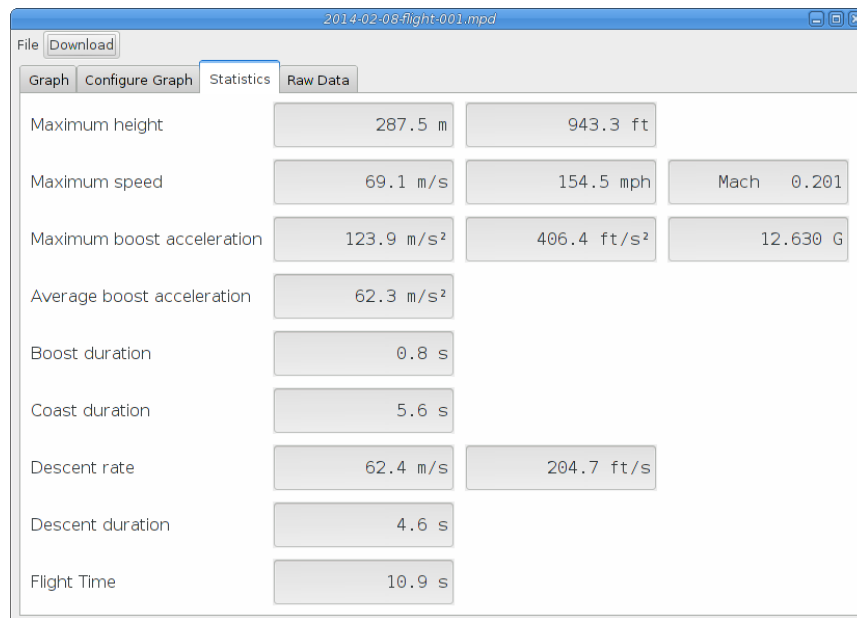 2014-02-08-flight-001.mpd
File Download
Graph Configure Graph Statistics Raw Data
Maximum height 287.5 m 943.3 ft
Maximum speed 69.1 m/s 154.5 mph Mach 0.201
Maximum boost acceleration 123.9 m/s² 406.4 ft/s² 12.630 G
Average boost acceleration 62.3 m/s²
Boost duration 0.8 s
Coast duration 5.6 s
Descent rate 62.4 m/s 204.7 ft/s
Descent duration 4.6 s
Flight Time 10.9 s